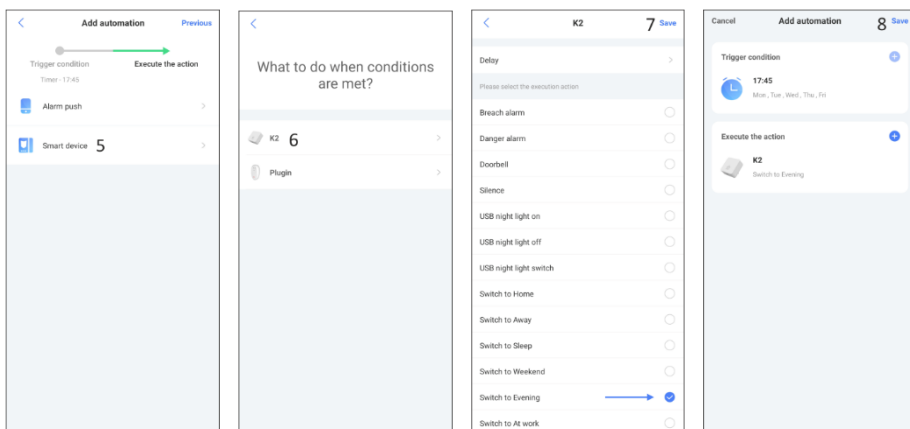 Add automation
Previous
Trigger condition
Execute the action
Timer - 17:45
Alarm push
Smart device 5
What to do when conditions
are met?
K2 6
Plugin
K2
7 Save
Delay
Please select the execution action
Breach alarm
Danger alarm
Doorbell
Silence
USB night light on
USB night light off
USB night light switch
Switch to Home
Switch to Away
Switch to Sleep
Switch to Weekend
Switch to Evening
Switch to At work
Cancel
Add automation
8 Save
Trigger condition
17:45
Mon , Tue , Wed , Thu , Fri
Execute the action
K2
Switch to Evening